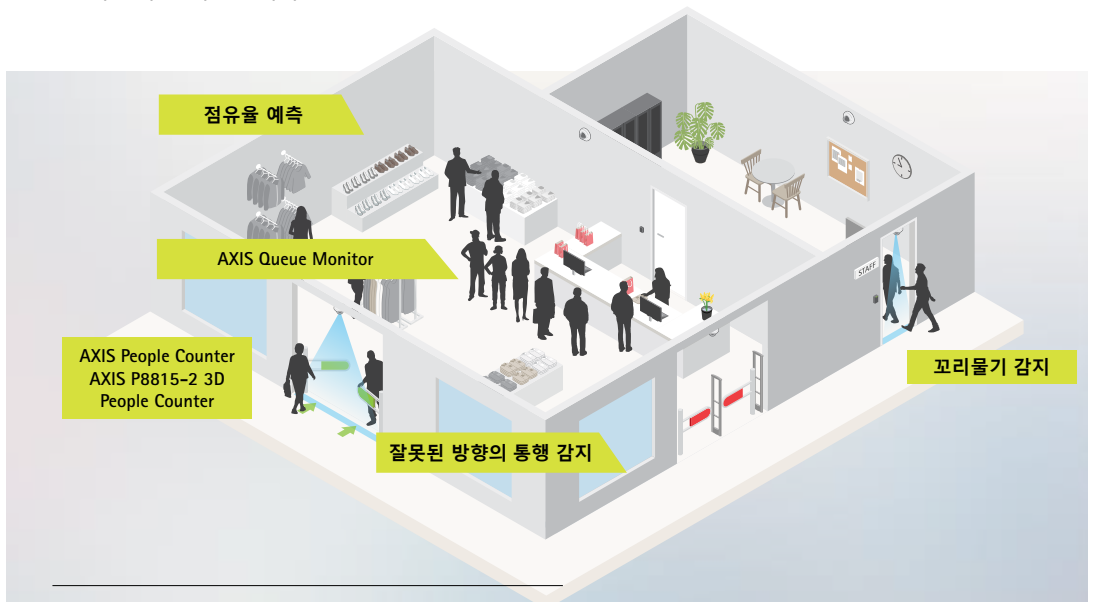 점유율 예측
AXIS Queue Monitor
STAFF
AXIS People Counter
AXIS P8815-2 3D
People Counter
꼬리물기 감지
잘못된 방향의 통행 감지